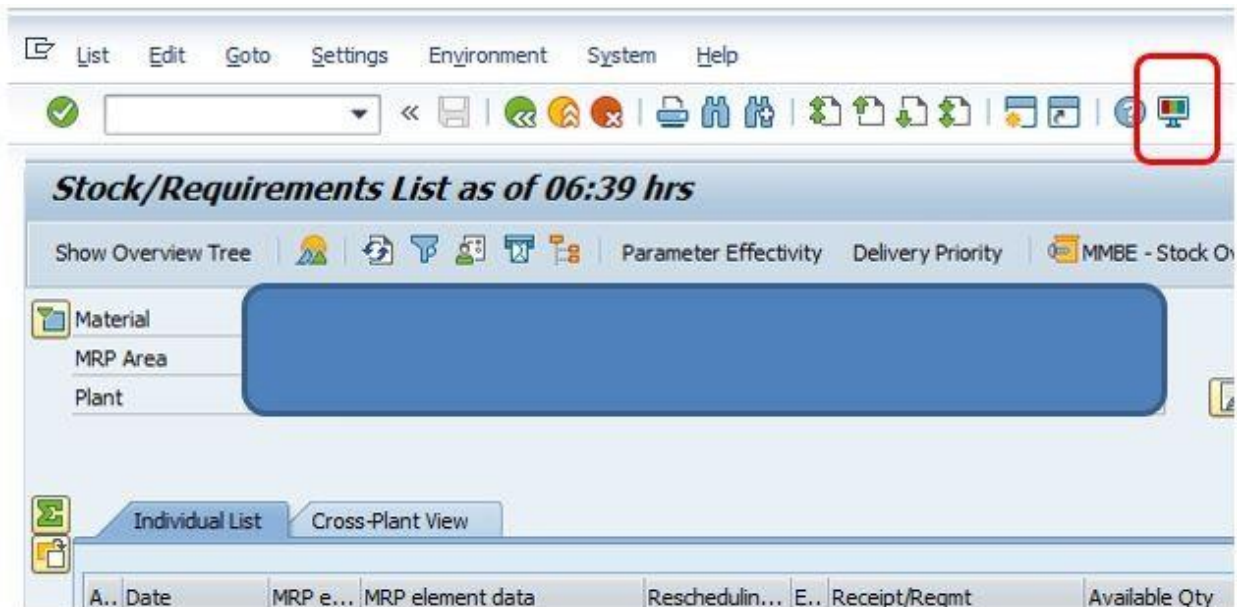 List Edit Goto Settings Environment System Help
Stock/Requirements List as of 06:39 hrs
Show Overview Tree Parameter Effectivity Delivery Priority MMBE - Stock Ov
Material
MRP Area
Plant
Individual List Cross-Plant View
A.. Date MRP e... MRP element data Reschedulin... E.. Receipt/Reqmt Available Qty